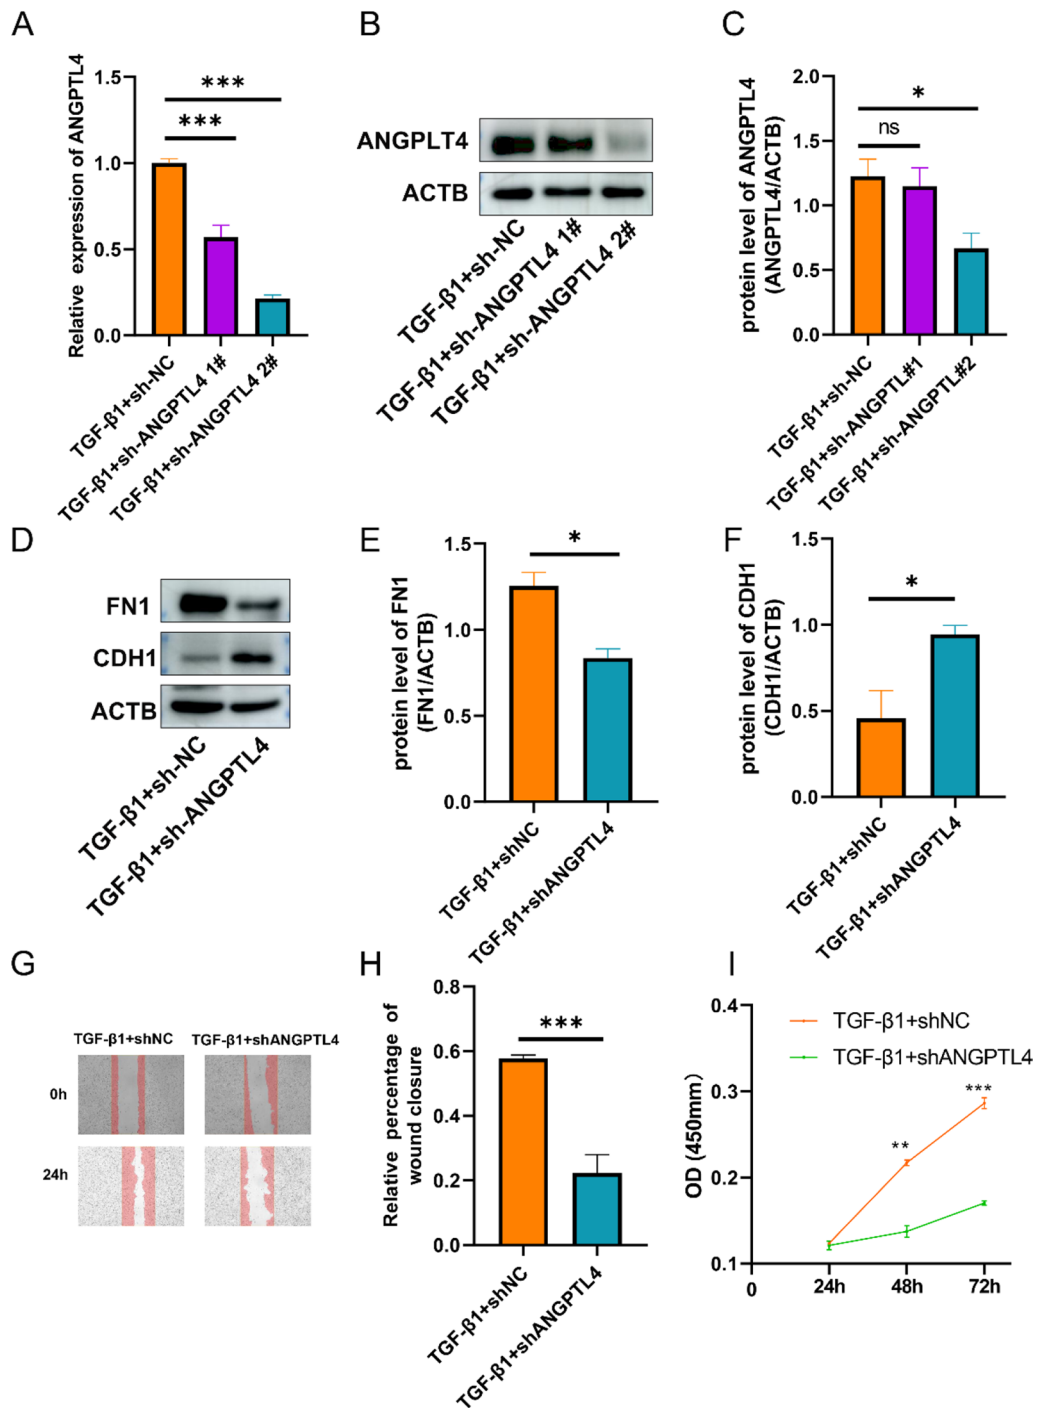 A
Relative expression of ANGPTL4
1.5
1.0
0.5
0.0
***
***
TGF-β1+sh-NC
TGF-β1+sh-ANGPTL4 1#
TGF-β1+sh-ANGPTL4 2#
B
ANGPLT4
ACTB
TGF-β1+sh-NC
TGF-β1+sh-ANGPTL4 1#
TGF-β1+sh-ANGPTL4 2#
C
protein level of ANGPTL4
(ANGPTL4/ACTB)
2.0
1.5
1.0
0.5
0.0
*
ns
TGF-β1+sh-NC
TGF-β1+sh-ANGPTL#1
TGF-β1+sh-ANGPTL#2
D
FN1
CDH1
ACTB
TGF-β1+sh-NC
TGF-β1+sh-ANGPTL4
E
protein level of FN1
(FN1/ACTB)
1.5
1.0
0.5
0.0
*
TGF-β1+shNC
TGF-β1+shANGPTL4
F
protein level of CDH1
(CDH1/ACTB)
1.5
1.0
0.5
0.0
*
TGF-β1+shNC
TGF-β1+shANGPTL4
G
TGF-β1+shNC
TGF-β1+shANGPTL4
0h
24h
H
Relative percentage of
wound closure
0.8
0.6
0.4
0.2
0.0
***
TGF-β1+shNC
TGF-β1+shANGPTL4
I
OD (450mm)
0.4
0.3
0.2
0.1
TGF-β1+shNC
TGF-β1+shANGPTL4
**
***
0
24h
48h
72h